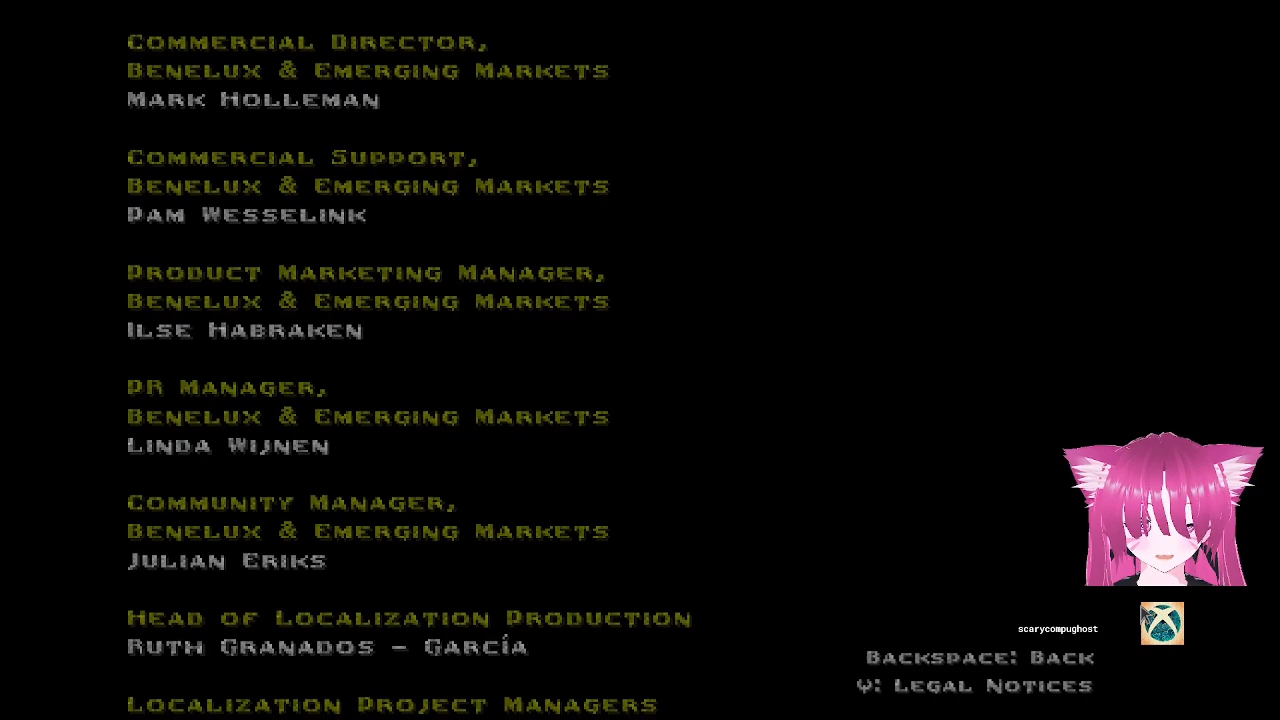 Commercial Director,
Benelux & Emerging Markets
Mark Holleman
Commercial Support,
Benelux & Emerging Markets
Pam Wesselink
Product Marketing Manager,
Benelux & Emerging Markets
Ilse Habraken
PR Manager,
Benelux & Emerging Markets
Linda Wijnen
Community Manager,
Benelux & Emerging Markets
Julian Eriks
Head of Localization Production
Ruth Granados - García
Localization Project Managers
scarycompughost
Backspace: Back
Y: Legal Notices